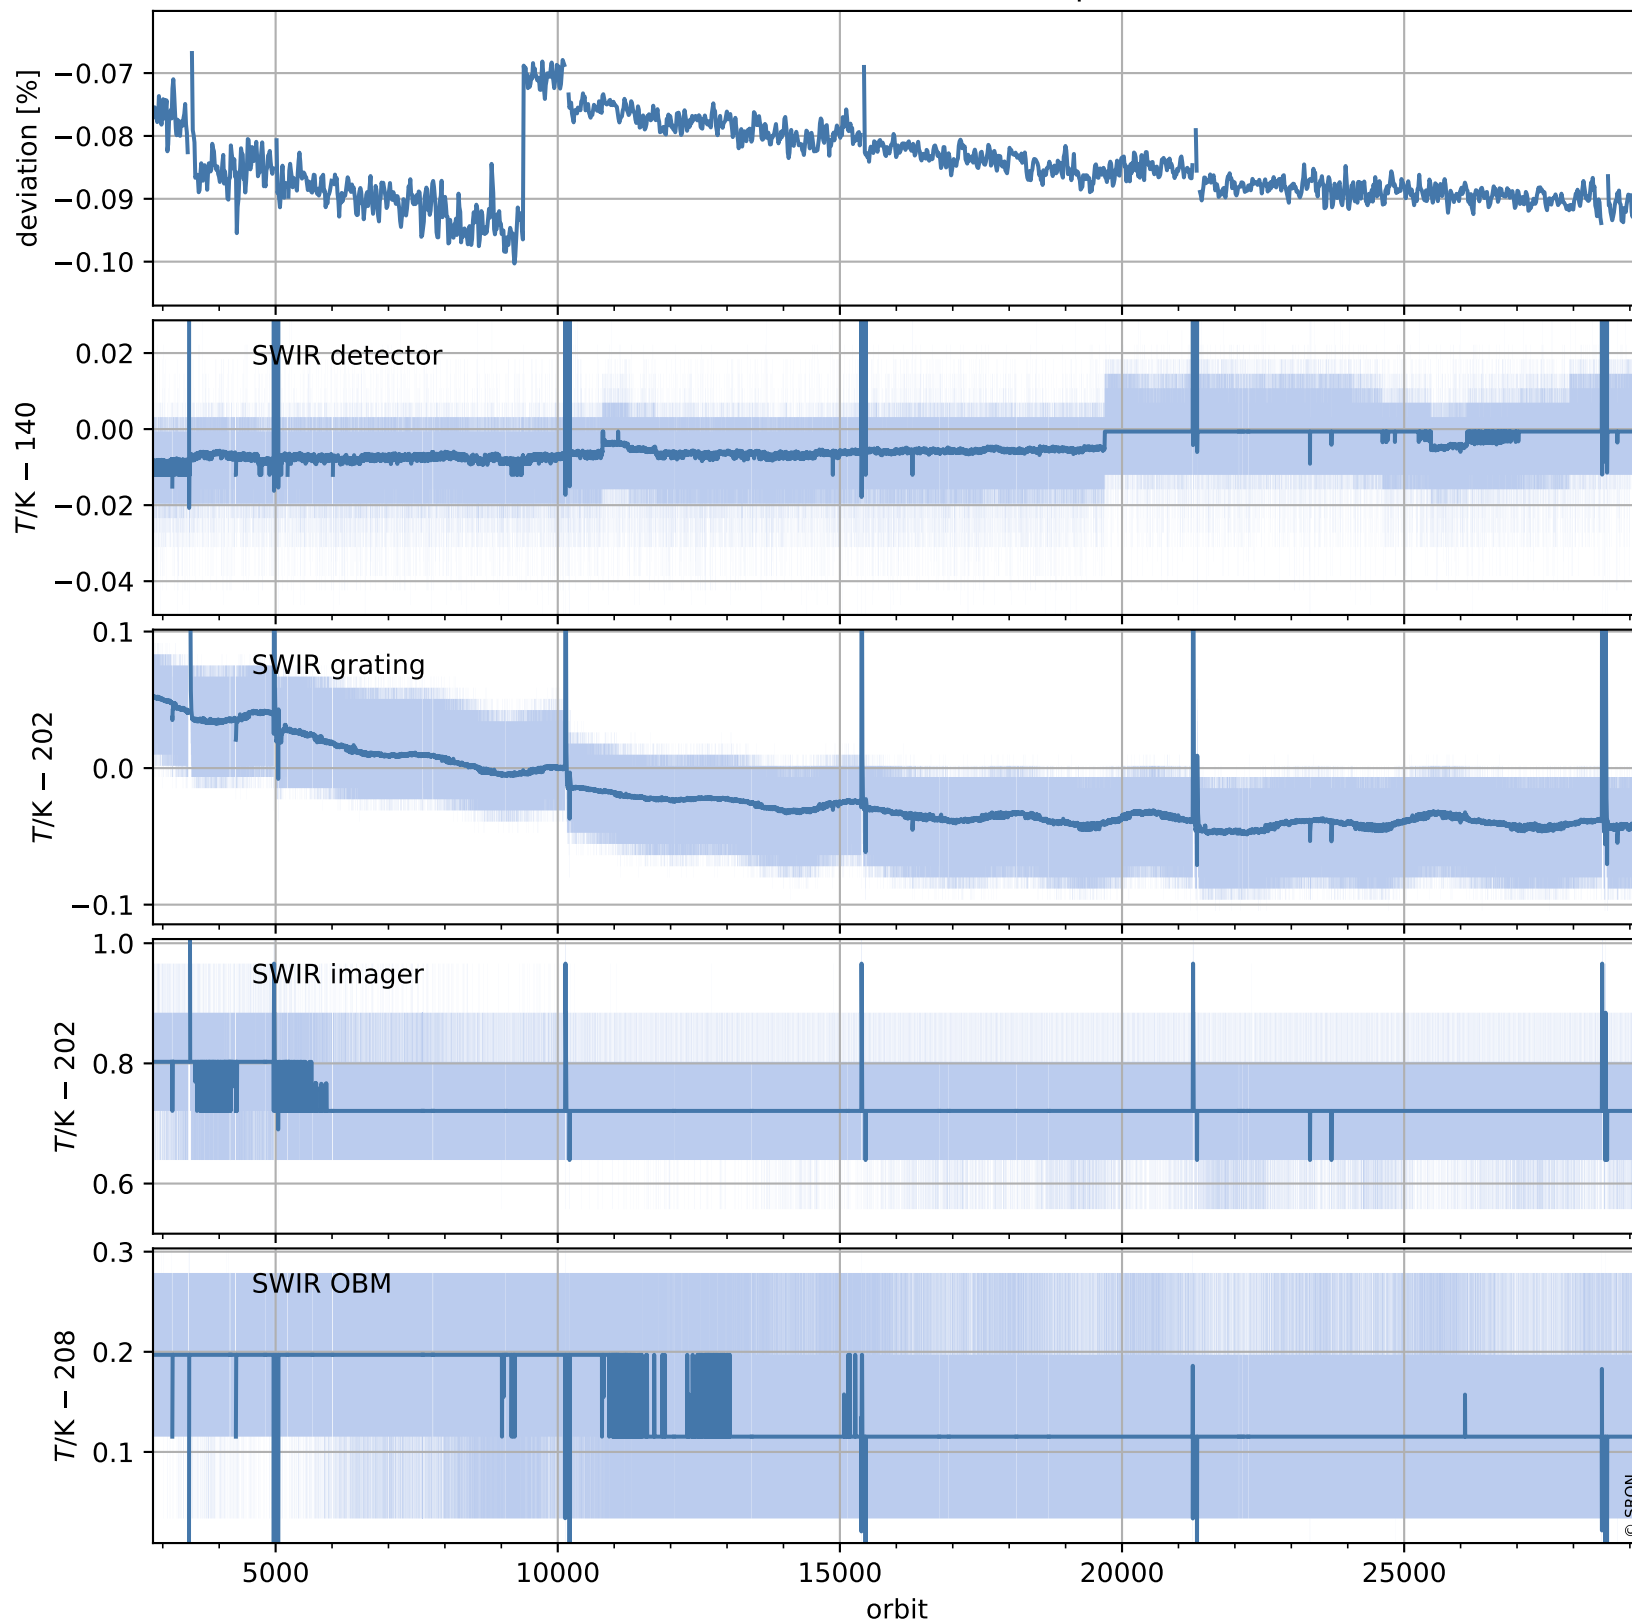 deviation [%]
−0.07
−0.08
−0.09
−0.10
SWIR detector
T/K − 140
0.02
0.00
−0.02
−0.04
SWIR grating
T/K − 202
0.1
0.0
−0.1
SWIR imager
T/K − 202
1.0
0.8
0.6
SWIR OBM
T/K − 208
0.3
0.2
0.1
© SRON
5000
10000
15000
20000
25000
orbit